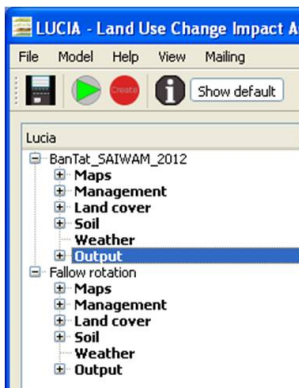 LUCIA - Land Use Change Impact A
File Model Help View Mailing
Create Show default
Lucia
BanTat_SAIWAM_2012
Maps
Management
Land cover
Soil
Weather
Output
Fallow rotation
Maps
Management
Land cover
Soil
Weather
Output